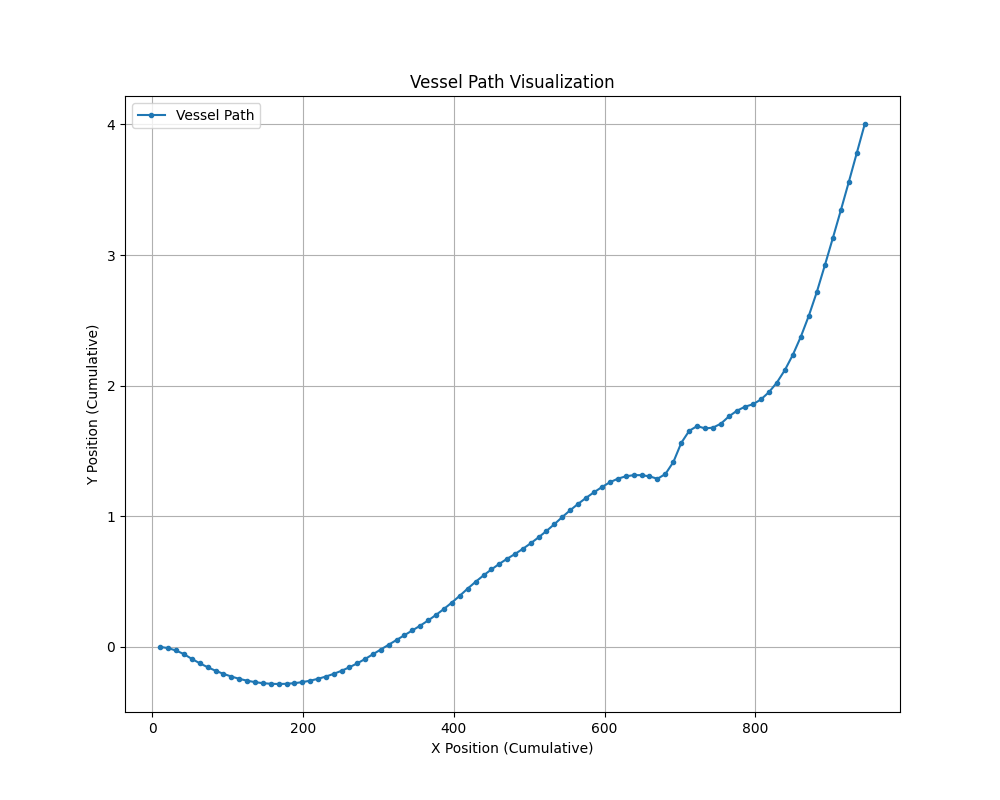 Vessel Path Visualization
Vessel Path
Y Position (Cumulative)
4
3
2
1
0
0 200 400 600 800
X Position (Cumulative)